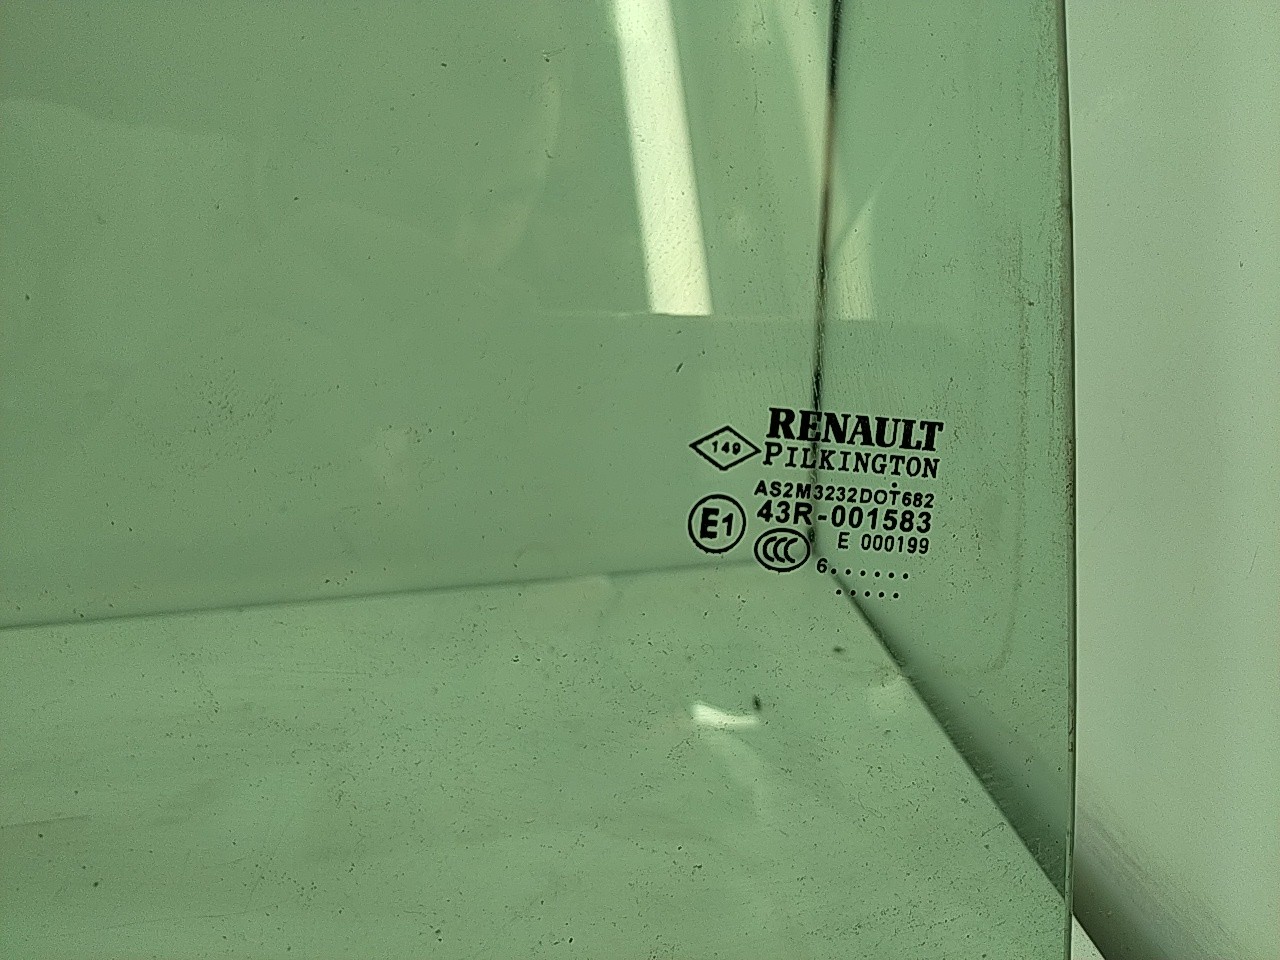 149
RENAULT
PILKINGTON
AS2M3232DOT682
E1
43R-001583
CCC
E 000199
6......
.....